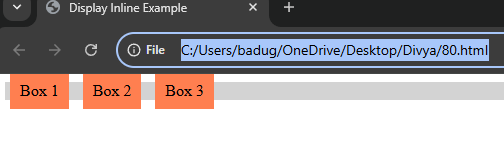 Display Inline Example
File C:/Users/badug/OneDrive/Desktop/Divya/80.html
Box 1 Box 2 Box 3